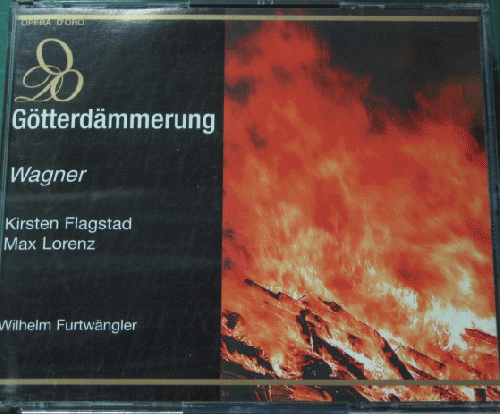 OPERA D'ORO
Götterdämmerung
Wagner
Kirsten Flagstad
Max Lorenz
Wilhelm Furtwängler